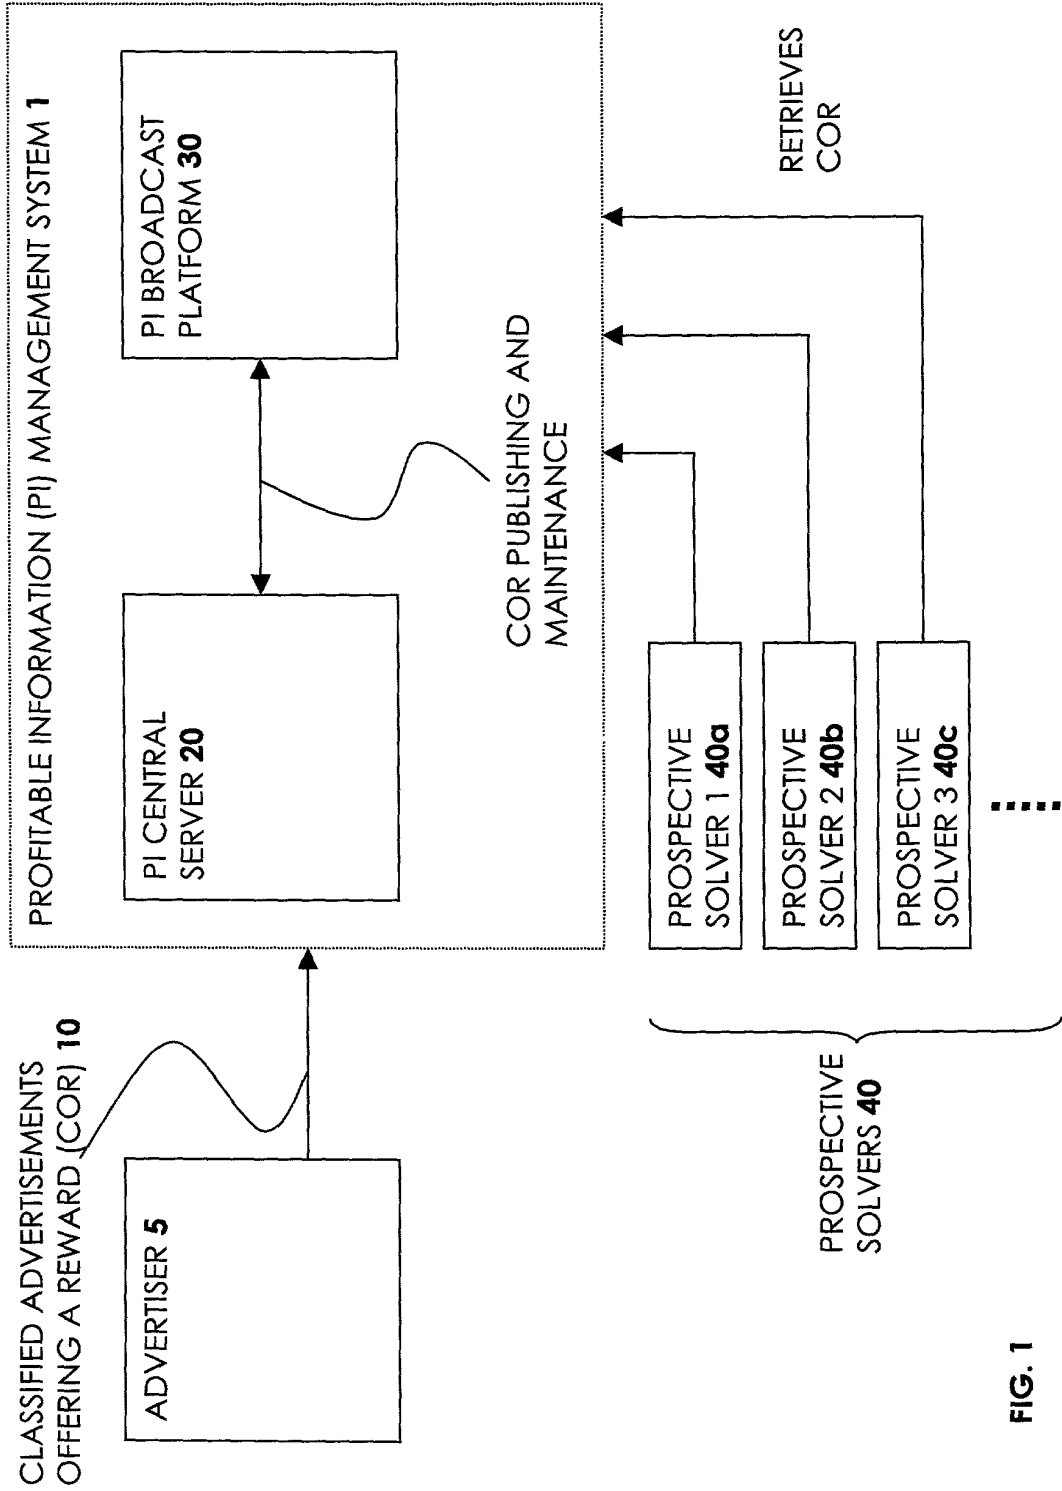 CLASSIFIED ADVERTISEMENTS
OFFERING A REWARD (COR) 10
ADVERTISER 5
PROFITABLE INFORMATION (PI) MANAGEMENT SYSTEM 1
PI CENTRAL
SERVER 20
PI BROADCAST
PLATFORM 30
COR PUBLISHING AND
MAINTENANCE
PROSPECTIVE
SOLVERS 40
PROSPECTIVE
SOLVER 1 40a
PROSPECTIVE
SOLVER 2 40b
PROSPECTIVE
SOLVER 3 40c
RETRIEVES
COR
FIG. 1